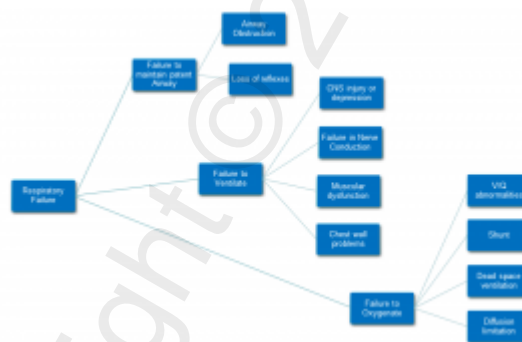 Airway
Obstruction
Failure to
maintain patent
Airway
Loss of reflexes
CNS injury or
depression
Failure in Nerve
Conduction
Failure to
Ventilate
Muscular
dysfunction
Respiratory
Failure
Chest wall
problems
V/Q
abnormalities
Shunt
Dead space
ventilation
Failure to
Oxygenate
Diffusion
limitation
ight © 2